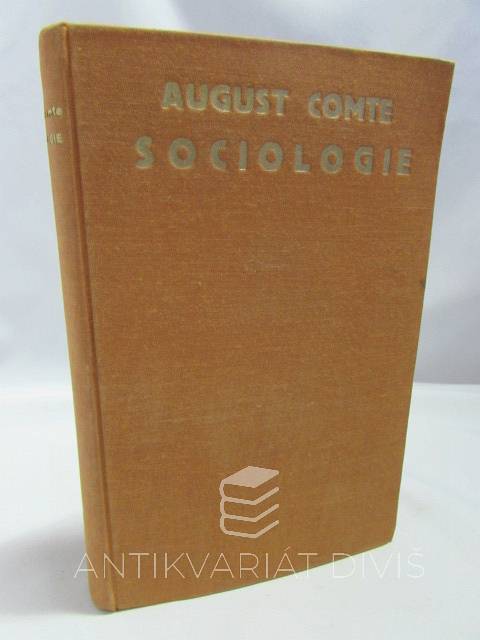 AUGUST COMTE
SOCIOLOGIE
ANTIKVARIÁT DIVIŠ